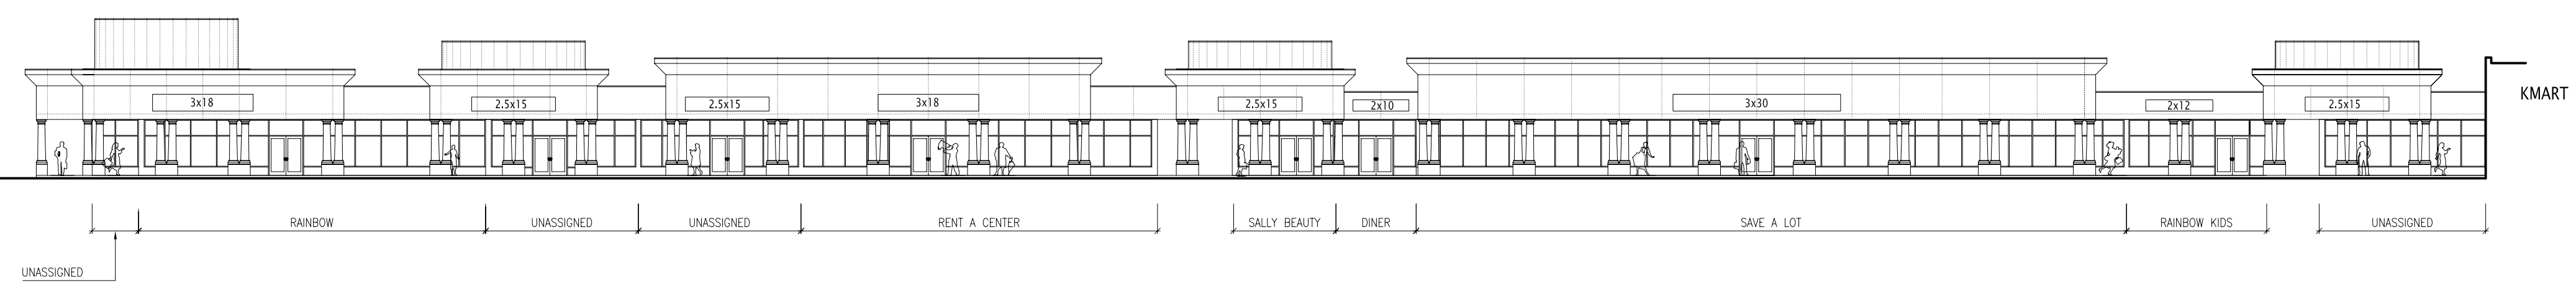 KMART
3x18
2.5x15
2.5x15
3x18
2.5x15
2x10
3x30
2x12
2.5x15
RAINBOW
UNASSIGNED
UNASSIGNED
RENT A CENTER
SALLY BEAUTY
DINER
SAVE A LOT
RAINBOW KIDS
UNASSIGNED
UNASSIGNED